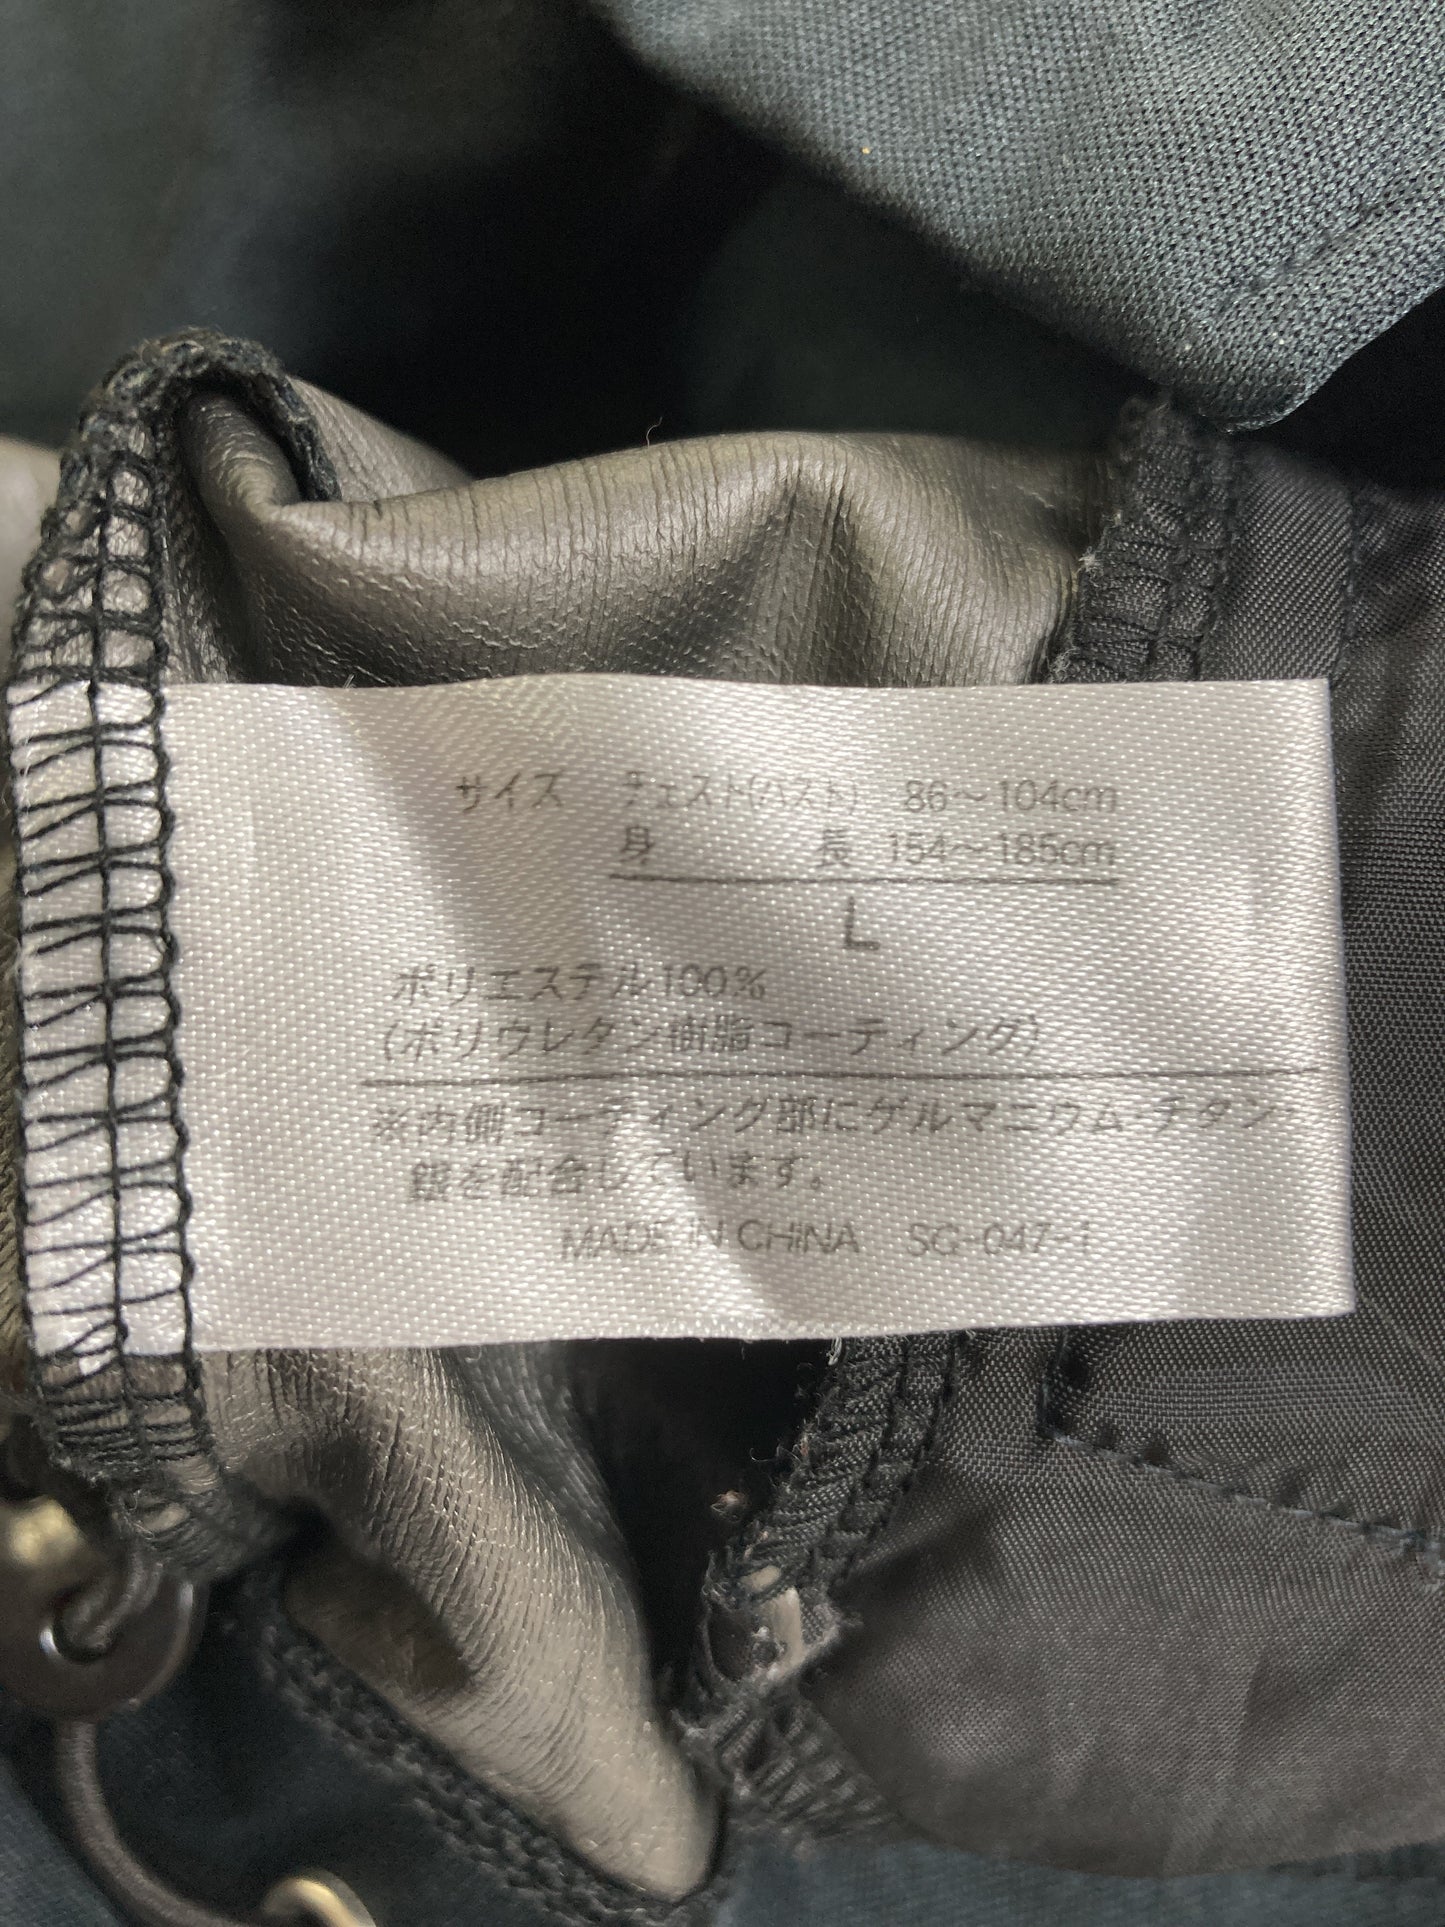 サイズ チェスト(バスト) 86～104cm
身 長 154～185cm
L
ポリエステル100%
(ポリウレタン樹脂コーティング)
※内側コーティング部にゲルマニウム・チタン・
銀を配合しています。
MADE IN CHINA SG-047-1